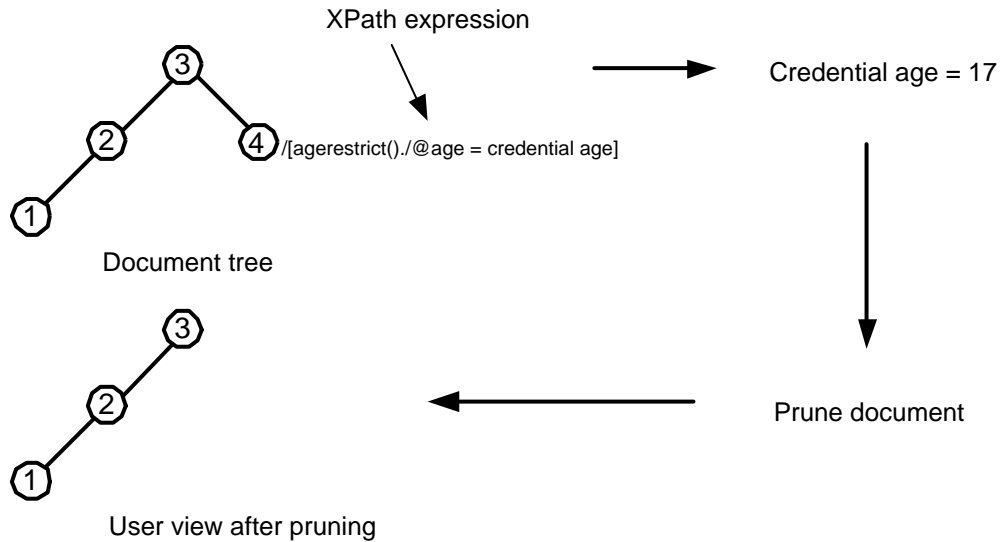 XPath expression
3
Credential age = 17
2
4
/[agerestrict()./@age = credential age]
1
Document tree
3
2
Prune document
1
User view after pruning